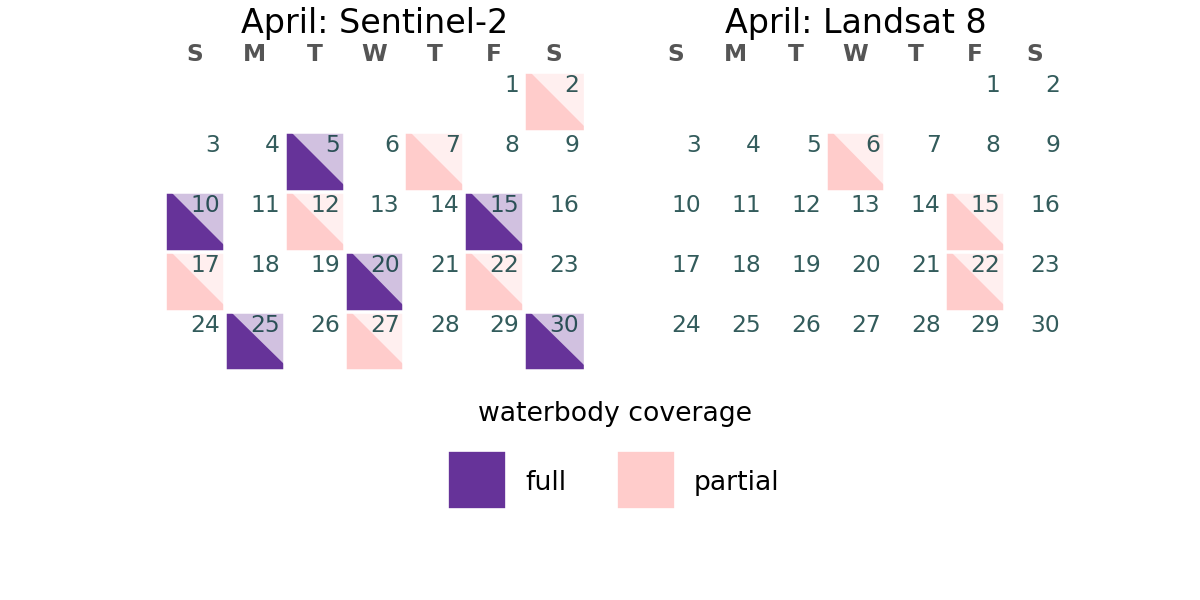 April: Sentinel-2
S M T W T F S
1 2
3 4 5 6 7 8 9
10 11 12 13 14 15 16
17 18 19 20 21 22 23
24 25 26 27 28 29 30
April: Landsat 8
S M T W T F S
1 2
3 4 5 6 7 8 9
10 11 12 13 14 15 16
17 18 19 20 21 22 23
24 25 26 27 28 29 30
waterbody coverage
full
partial